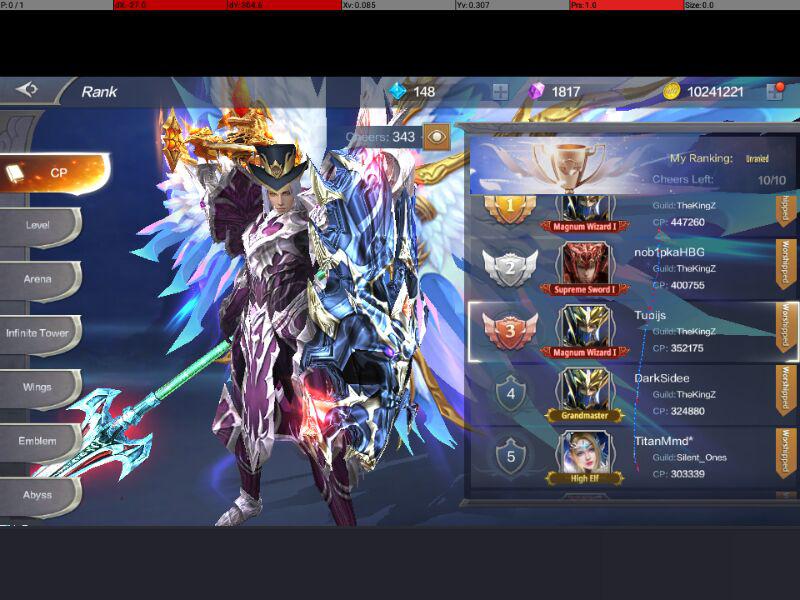 P: 0 / 1
dX: -27.0
dY: 304.6
Xv: 0.085
Yv: 0.307
Prs: 1.0
Size: 0.0
Rank
148
1817
10241221
Cheers: 343
CP
Level
Arena
Infinite Tower
Wings
Emblem
Abyss
My Ranking: Unranked
Cheers Left: 10/10
1
Magnum Wizard I
Guild:TheKingZ
CP: 447260
2
Supreme Sword I
nob1pkaHBG
Guild:TheKingZ
CP: 400755
Worshipped
3
Magnum Wizard I
Tubijs
Guild:TheKingZ
CP: 352175
Worshipped
4
Grandmaster
DarkSidee
Guild:TheKingZ
CP: 324880
Worshipped
5
High Elf
TitanMmd*
Guild:Silent_Ones
CP: 303339
Worshipped